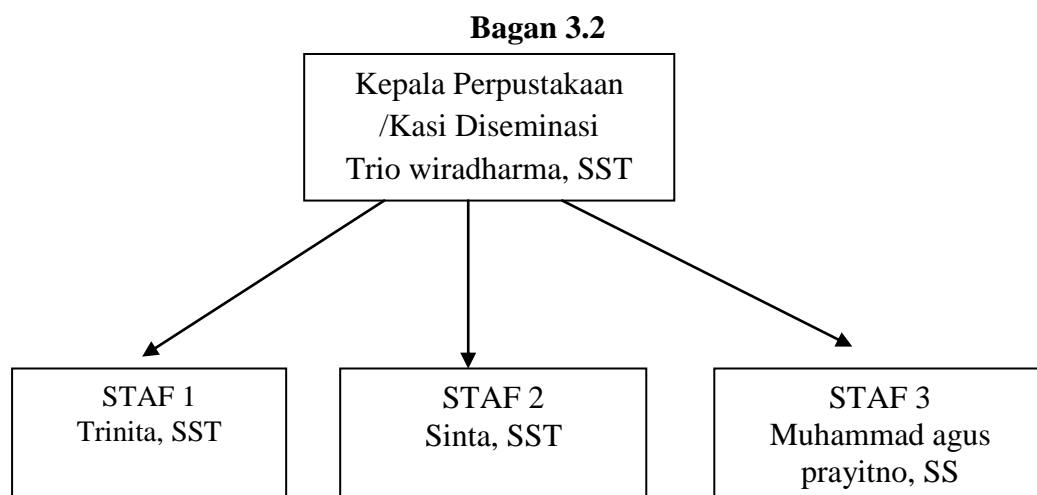 Bagan 3.2
Kepala Perpustakaan
/Kasi Diseminasi
Trio wiradharma, SST
STAF 1
Trinita, SST
STAF 2
Sinta, SST
STAF 3
Muhammad agus
prayitno, SS